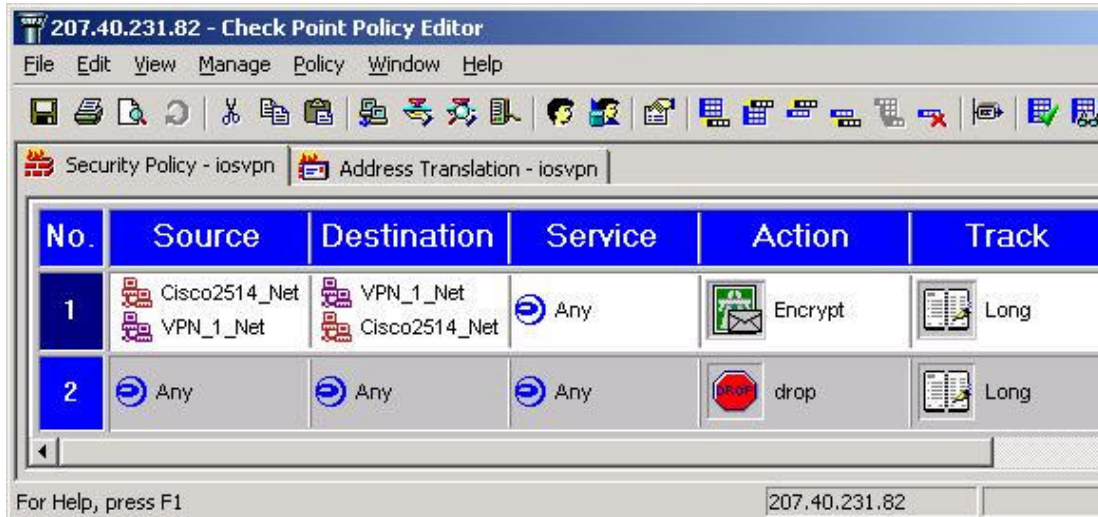 207.40.231.82 - Check Point Policy Editor
File Edit View Manage Policy Window Help
Security Policy - iosvpn Address Translation - iosvpn
No. Source Destination Service Action Track
1 Cisco2514_Net VPN_1_Net Any Encrypt Long
VPN_1_Net Cisco2514_Net
2 Any Any Any DROP drop Long
For Help, press F1 207.40.231.82